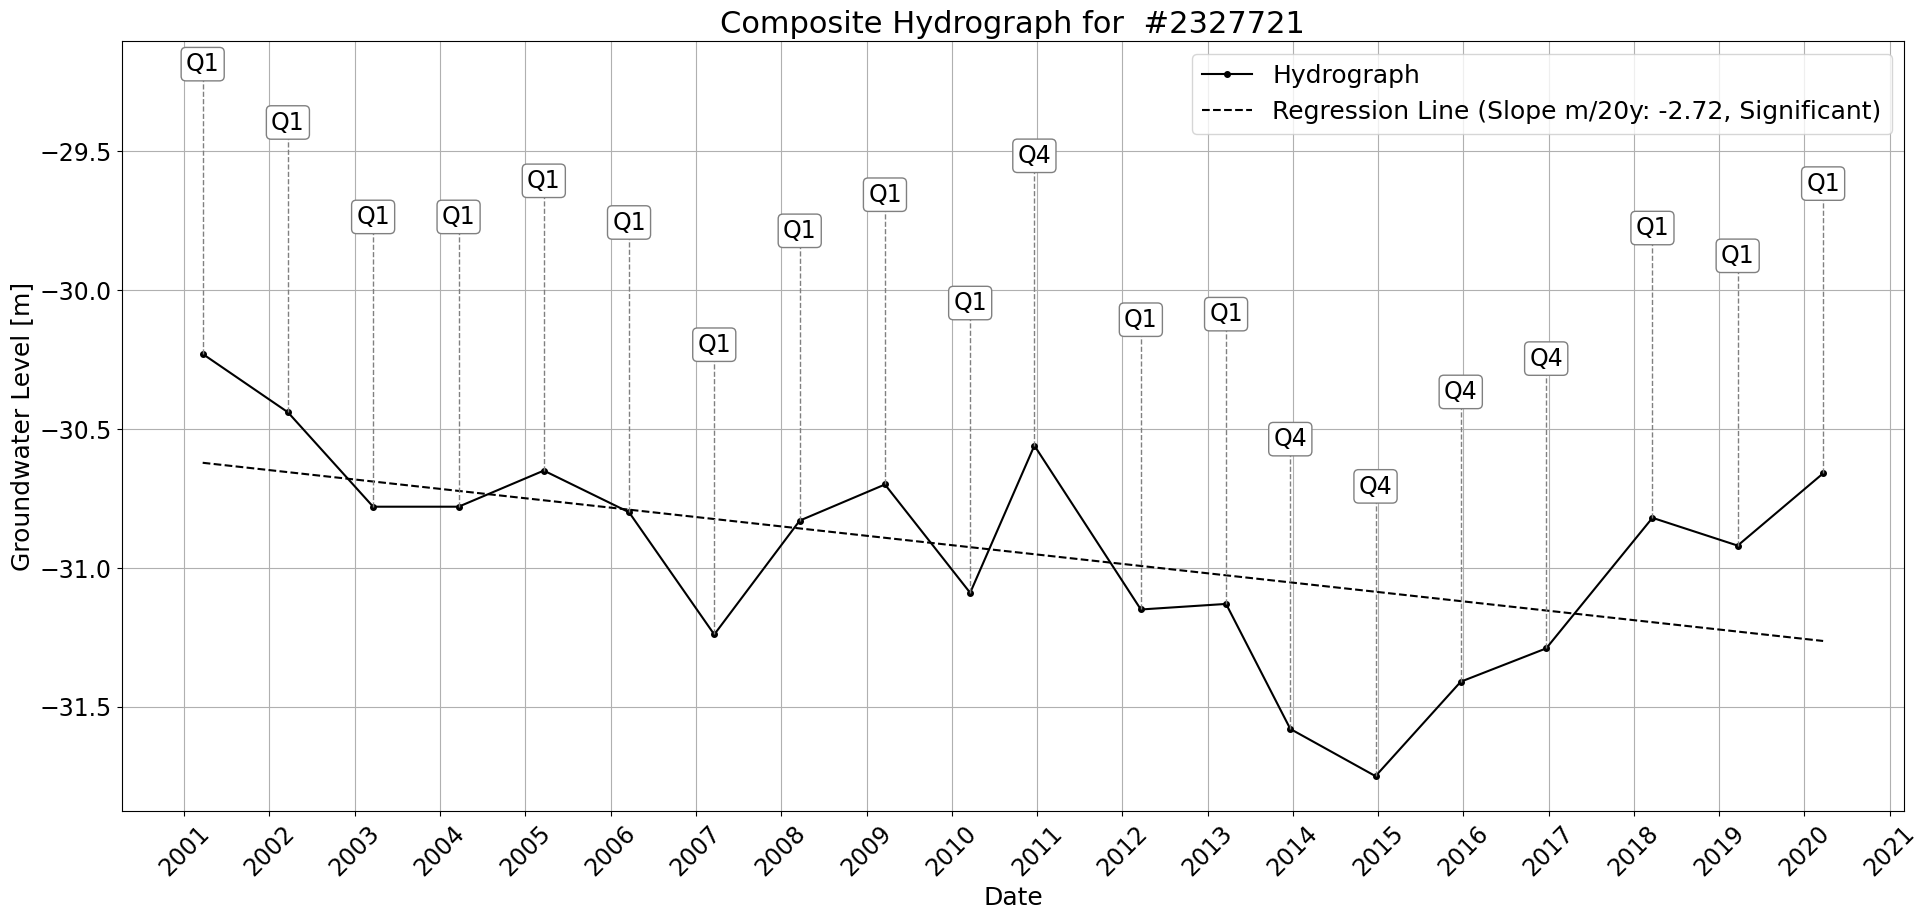 Composite Hydrograph for  #2327721
Hydrograph
Regression Line (Slope m/20y: -2.72, Significant)
Q1
Q1
Q1
Q1
Q1
Q1
Q1
Q1
Q1
Q1
Q4
Q1
Q1
Q4
Q4
Q4
Q4
Q1
Q1
Q1
Groundwater Level [m]
−29.5
−30.0
−30.5
−31.0
−31.5
2001
2002
2003
2004
2005
2006
2007
2008
2009
2010
2011
2012
2013
2014
2015
2016
2017
2018
2019
2020
2021
Date